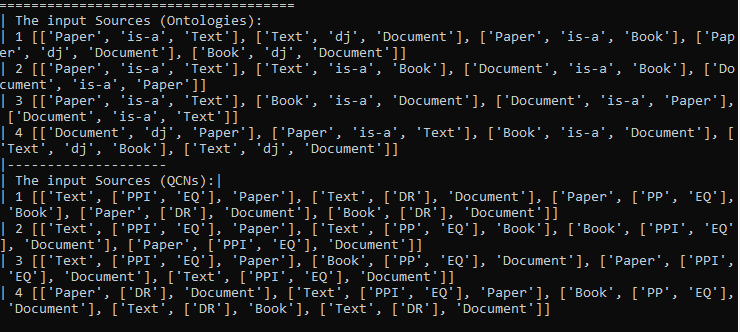 =====================================
| The input Sources (Ontologies):
| 1 [['Paper', 'is-a', 'Text'], ['Text', 'dj', 'Document'], ['Paper', 'is-a', 'Book'], ['Pap
er', 'dj', 'Document'], ['Book', 'dj', 'Document']]
| 2 [['Paper', 'is-a', 'Text'], ['Text', 'is-a', 'Book'], ['Document', 'is-a', 'Book'], ['Do
cument', 'is-a', 'Paper']]
| 3 [['Paper', 'is-a', 'Text'], ['Book', 'is-a', 'Document'], ['Document', 'is-a', 'Paper'],
 ['Document', 'is-a', 'Text']]
| 4 [['Document', 'dj', 'Paper'], ['Paper', 'is-a', 'Text'], ['Book', 'is-a', 'Document'], [
'Text', 'dj', 'Book'], ['Text', 'dj', 'Document']]
|--------------------
| The input Sources (QCNs):|
| 1 [['Text', ['PPI', 'EQ'], 'Paper'], ['Text', ['DR'], 'Document'], ['Paper', ['PP', 'EQ'],
 'Book'], ['Paper', ['DR'], 'Document'], ['Book', ['DR'], 'Document']]
| 2 [['Text', ['PPI', 'EQ'], 'Paper'], ['Text', ['PP', 'EQ'], 'Book'], ['Book', ['PPI', 'EQ'
], 'Document'], ['Paper', ['PPI', 'EQ'], 'Document']]
| 3 [['Text', ['PPI', 'EQ'], 'Paper'], ['Book', ['PP', 'EQ'], 'Document'], ['Paper', ['PPI',
 'EQ'], 'Document'], ['Text', ['PPI', 'EQ'], 'Document']]
| 4 [['Paper', ['DR'], 'Document'], ['Text', ['PPI', 'EQ'], 'Paper'], ['Book', ['PP', 'EQ'],
'Document'], ['Text', ['DR'], 'Book'], ['Text', ['DR'], 'Document']]